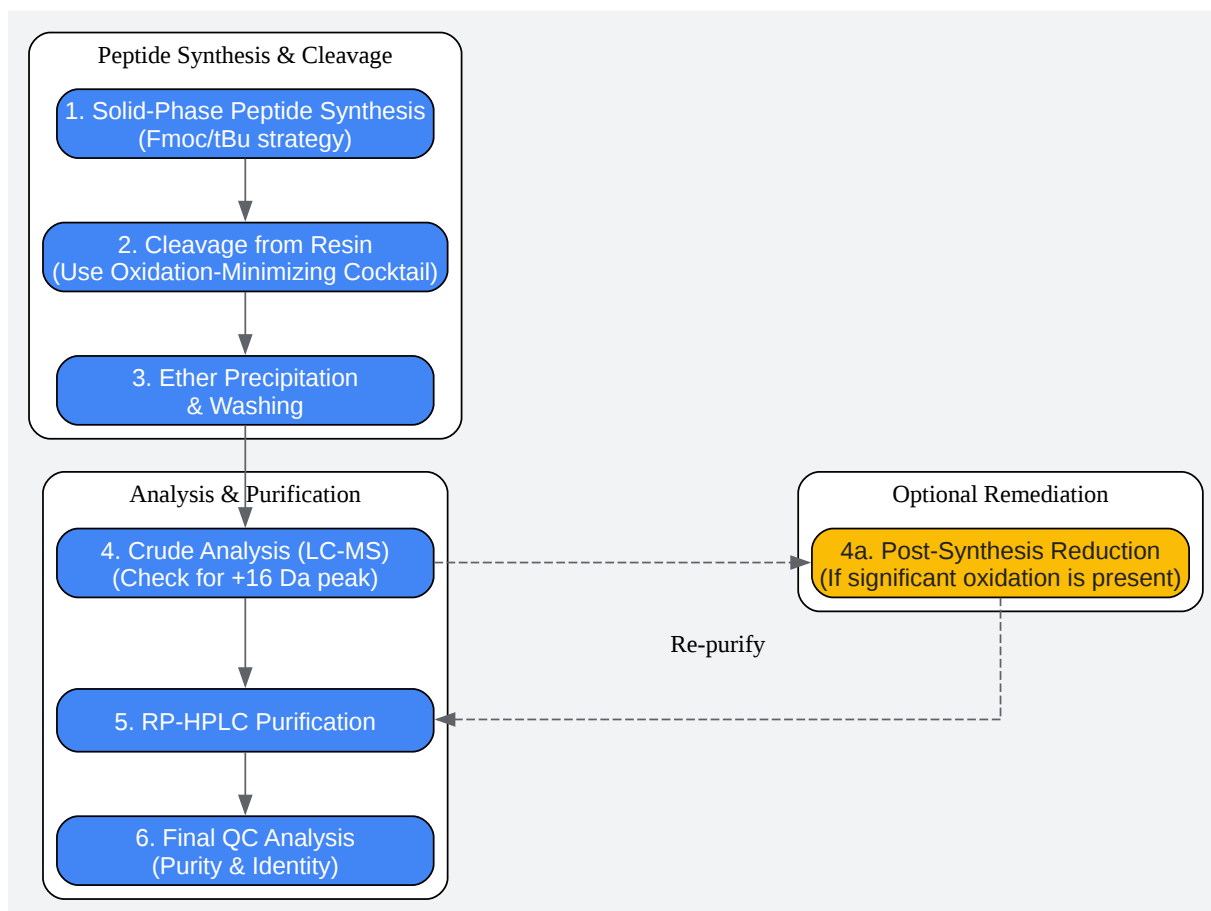 Peptide Synthesis & Cleavage
1. Solid-Phase Peptide Synthesis
(Fmoc/tBu strategy)
2. Cleavage from Resin
(Use Oxidation-Minimizing Cocktail)
3. Ether Precipitation
& Washing
Analysis & Purification
4. Crude Analysis (LC-MS)
(Check for +16 Da peak)
Optional Remediation
4a. Post-Synthesis Reduction
(If significant oxidation is present)
Re-purify
5. RP-HPLC Purification
6. Final QC Analysis
(Purity & Identity)